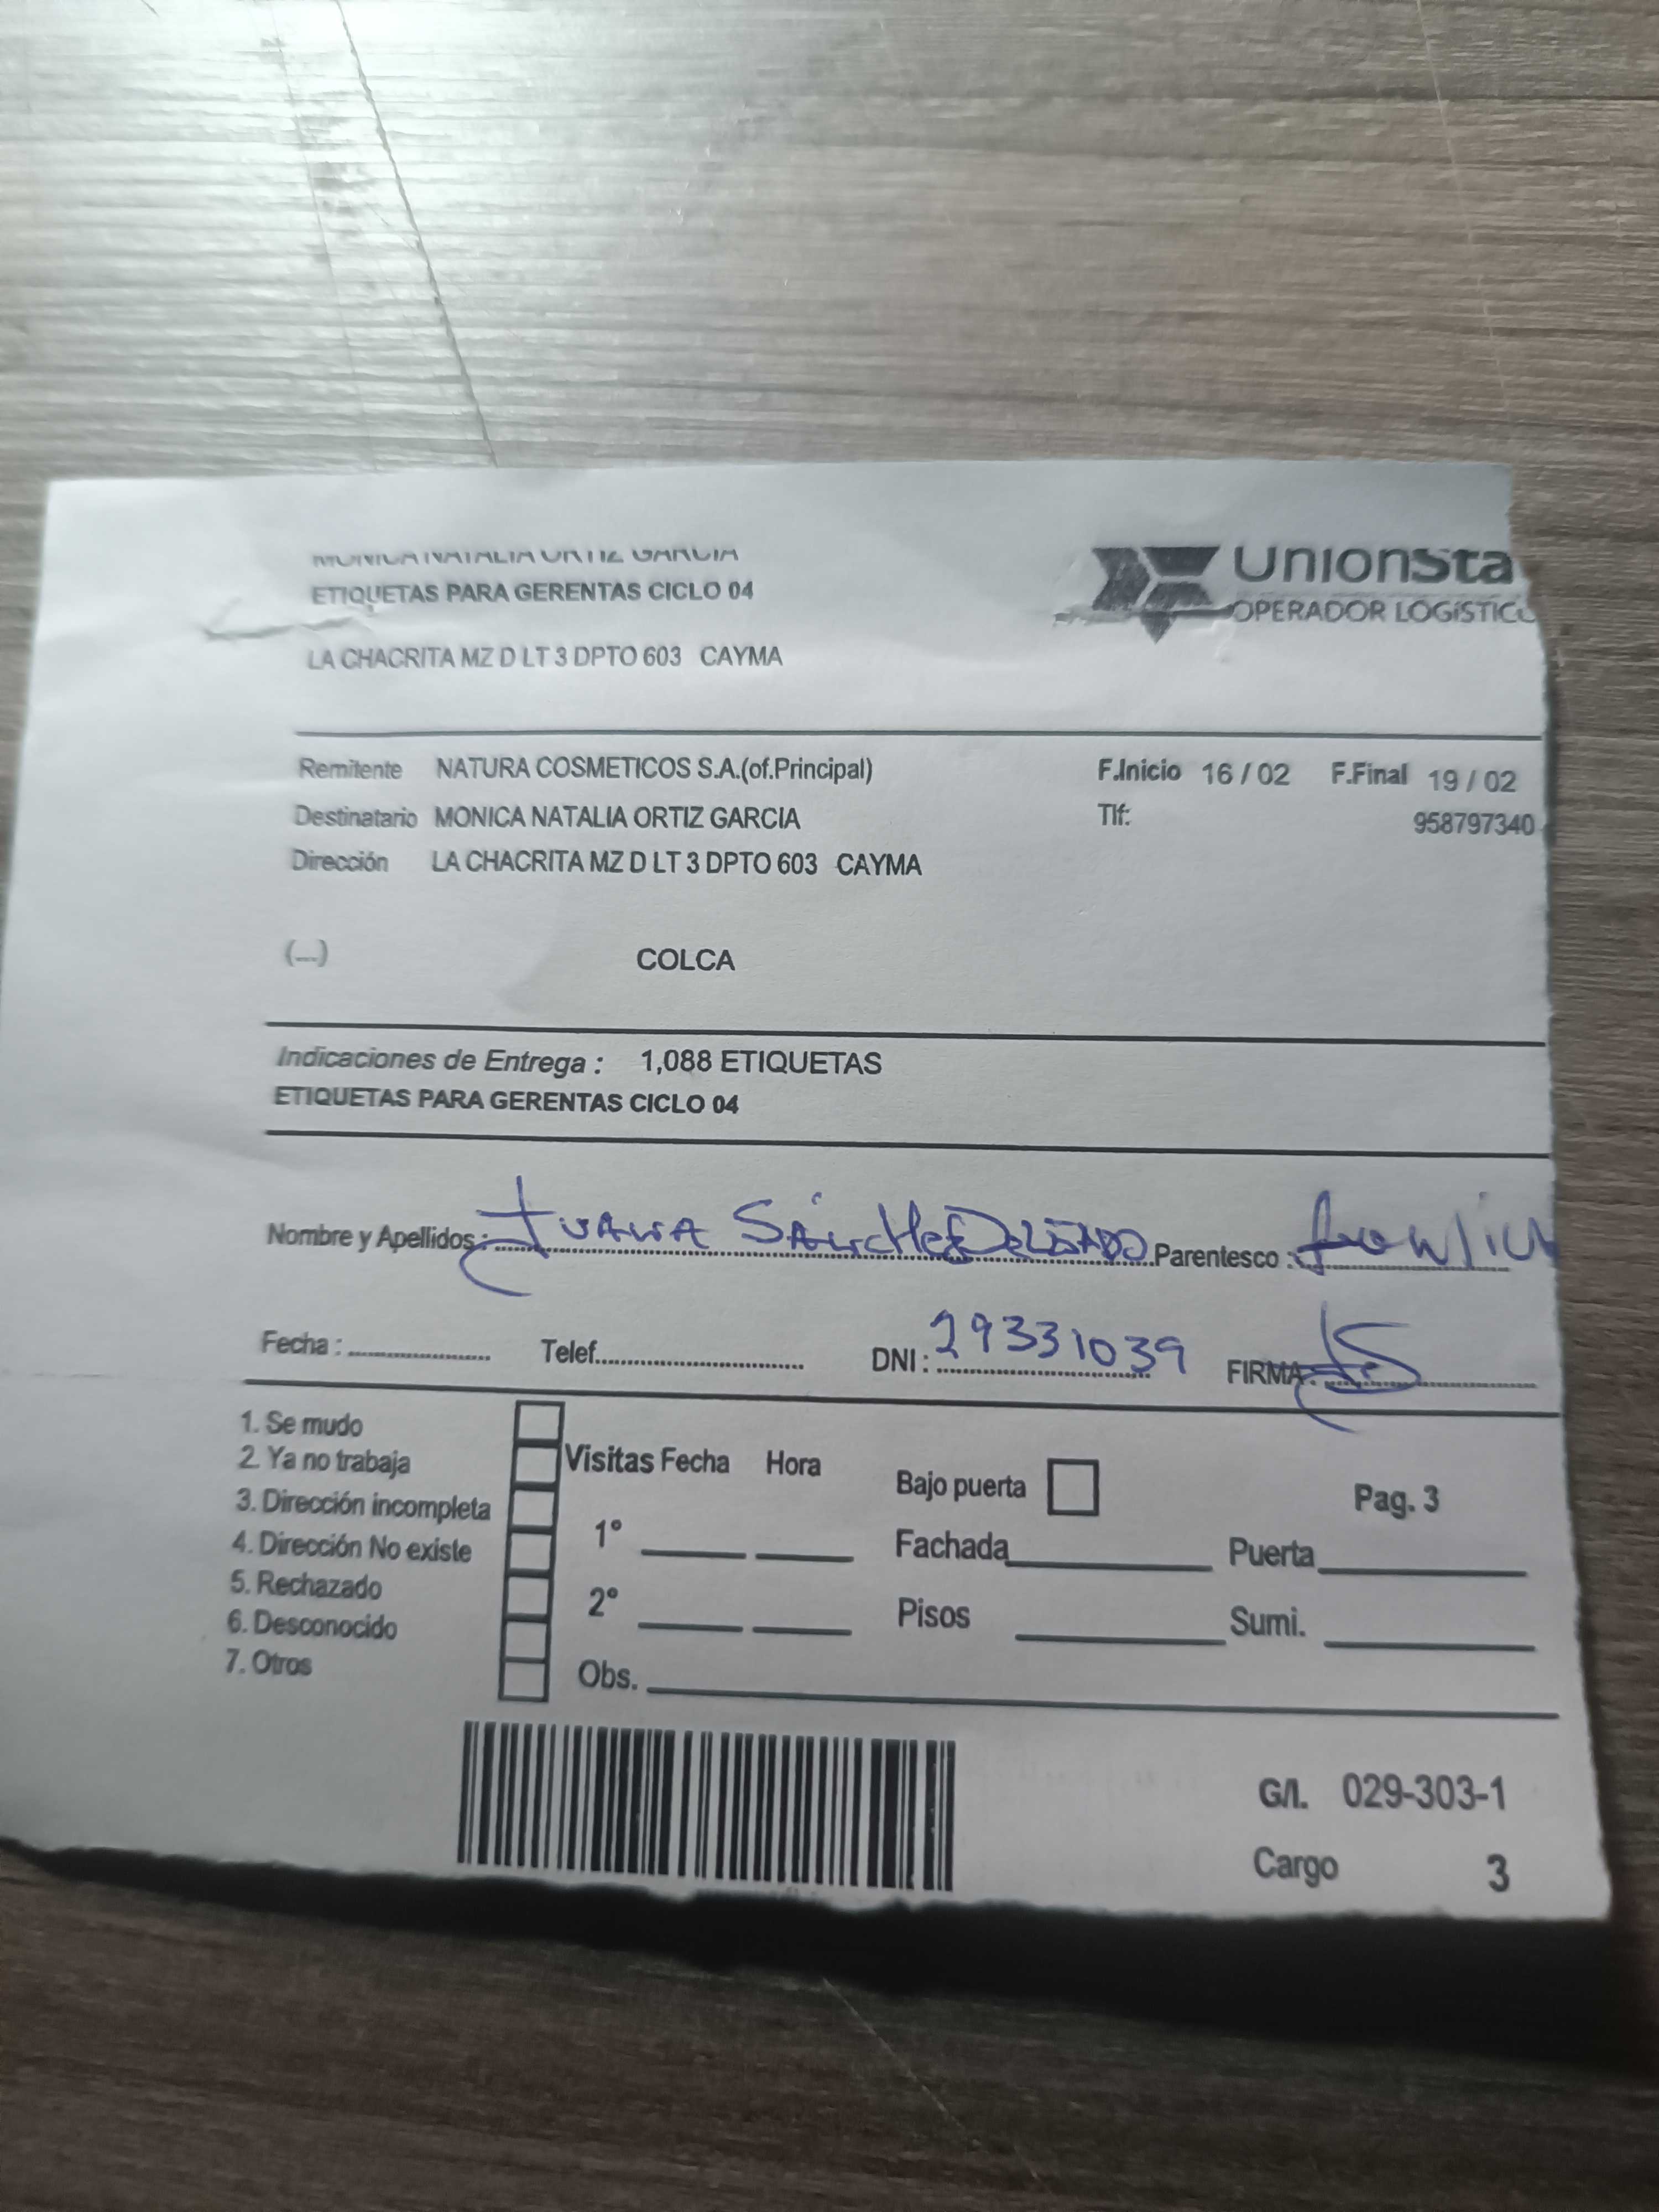 MONICA NATALIA ORTIZ GARCIA
ETIQUETAS PARA GERENTAS CICLO 04
LA CHACRITA MZ D LT 3 DPTO 603 CAYMA
UnionSta
OPERADOR LOGíSTICO
Remitente NATURA COSMETICOS S.A.(of.Principal) F.Inicio 16 / 02 F.Final 19 / 02
Destinatario MONICA NATALIA ORTIZ GARCIA Tlf: 958797340
Dirección LA CHACRITA MZ D LT 3 DPTO 603 CAYMA
(...) COLCA
Indicaciones de Entrega : 1,088 ETIQUETAS
ETIQUETAS PARA GERENTAS CICLO 04
Nombre y Apellidos : Juana Sánchez Delgado Parentesco :
Fecha : Telef. DNI : 29331039 FIRMA :
1. Se mudo
2. Ya no trabaja
3. Dirección incompleta
4. Dirección No existe
5. Rechazado
6. Desconocido
7. Otros
Visitas Fecha Hora
1°
2°
Obs.
Bajo puerta Pag. 3
Fachada Puerta
Pisos Sumi.
G/I. 029-303-1
Cargo 3